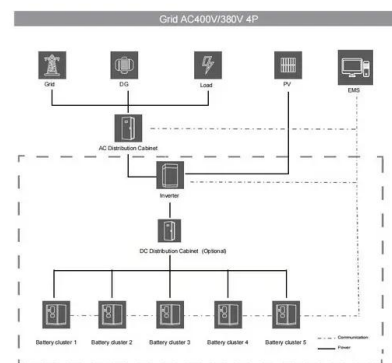 Grid AC400V/380V 4P
Grid
DG
Load
PV
EMS
AC Distribution Cabinet
Inverter
DC Distribution Cabinet (Optional)
Battery cluster 1
Battery cluster 2
Battery cluster 3
Battery cluster 4
Battery cluster 5
Communication
Power